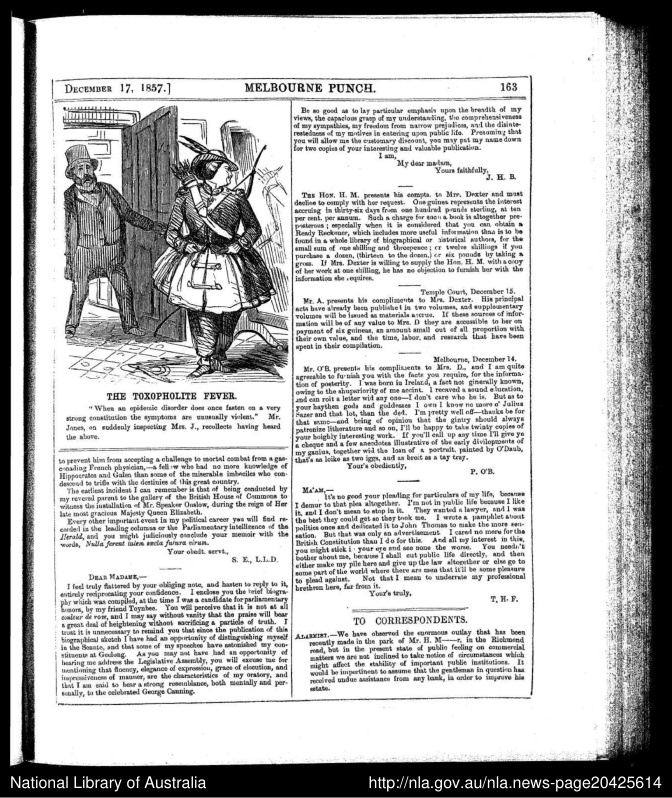 DECEMBER 17, 1857.] MELBOURNE PUNCH. 163
THE TOXOPHOLITE FEVER.
"When an epidemic disorder does once fasten on a very
strong constitution the symptoms are unusually violent." Mr.
Jones, on suddenly inspecting Mrs. J., recollects having heard
the above.
to prevent him from accepting a challenge to mortal combat from a gas-
conading French physician,—a fellow who had no more knowledge of
Hippocrates and Galen than some of the miserable imbeciles who con-
descend to trifle with the destinies of this great country.
The earliest incident I can remember is that of being conducted by
my revered parent to the gallery of the British House of Commons to
witness the installation of Mr. Speaker Onslow, during the reign of Her
late most gracious Majesty Queen Elizabeth.
Every other important event in my political career you will find re-
corded in the leading columns or the Parliamentary intelligence of the
Herald, and you might judiciously conclude your memoir with the
words, Nulla ferent talem secla futura virum.
Your obedt. servt.,
S. E., L.L.D.
DEAR MADAME,—
I feel truly flattered by your obliging note, and hasten to reply to it,
entirely reciprocating your confidence. I enclose you the brief biogra-
phy which was compiled, at the time I was a candidate for parliamentary
honors, by my friend Toynbee. You will perceive that it is not at all
couleur de rose, and I may say without vanity that the praise will bear
a great deal of heightening without sacrificing a particle of truth. I
trust it is unnecessary to remind you that since the publication of this
biographical sketch I have had an opportunity of distinguishing myself
in the Senate, and that some of my speeches have astonished my con-
stituents at Geelong. As you may not have had an opportunity of
hearing me address the Legislative Assembly, you will excuse me for
mentioning that fluency, elegance of expression, grace of elocution, and
impressiveness of manner, are the characteristics of my oratory, and
that I am said to bear a strong resemblance, both mentally and per-
sonally, to the celebrated George Canning.
Be so good as to lay particular emphasis upon the breadth of my
views, the capacious grasp of my understanding, the comprehensiveness
of my sympathies, my freedom from narrow prejudices, and the disinte-
restedness of my motives in entering upon public life. Presuming that
you will allow me the customary discount, you may put my name down
for two copies of your interesting and valuable publication.
I am,
My dear madam,
Yours faithfully,
J. H. B.
THE HON. H. M. presents his compts. to Mrs. Dexter and must
decline to comply with her request. One guinea represents the interest
accruing in thirty-six days from one hundred pounds sterling, at ten
per cent. per annum. Such a charge for such a book is altogether pre-
posterous; especially when it is considered that you can obtain a
Ready Reckoner, which includes more useful information than is to be
found in a whole library of biographical or historical authors, for the
small sum of one shilling and threepence; or twelve shillings if you
purchase a dozen, (thirteen to the dozen,) or six pounds by taking a
gross. If Mrs. Dexter is willing to supply the Hon. H. M. with a copy
of her work at one shilling, he has no objection to furnish her with the
information she requires.
Temple Court, December 15.
Mr. A. presents his compliments to Mrs. Dexter. His principal
acts have already been published in two volumes, and supplementary
volumes will be issued as materials accrue. If these sources of infor-
mation will be of any value to Mrs. D they are accessible to her on
payment of six guineas, an amount small out of all proportion with
their own value, and the time, labor, and research that have been
spent in their compilation.
Melbourne, December 14.
Mr. O'B. presents his compliments to Mrs. D., and I am quite
agreable to furnish you with the facts you require, for the informa-
tion of posterity. I was born in Ireland, a fact not generally known,
owing to the shupariority of me accint. I recaved a sound education,
and can roit a letter wid any one—I don't care who he is. But as to
your haythen gods and goddesses I own I know no more o' Julius
Sazer and that lot, than the ded. I'm pretty well off—thanks be for
that same—and being of opinion that the gintry should always
patronize litherature and so on, I'll be happy to take twinty copies of
your hoighly interesting work. If you'll call up any time I'll give ye
a cheque and a few anecdotes illustrative of the early divilopments of
my ganius, together wid the loan of a portrait, painted by O'Daub,
that's as loike as two iggs, and as broit as a tay tray.
Your's obediently,
P. O'B.
MA'AM,—
It's no good your pleading for particulars of my life, because
I demur to that plea altogether. I'm not in public life because I like
it, and I don't mean to stop in it. They wanted a lawyer, and I was
the best they could get so they took me. I wrote a pamphlet about
politics once and dedicated it to John Thomas to make the more sen-
sation. But that was only an advertisement. I cared no more for the
British Constitution than I do for this. And all my interest in this,
you might stick in your eye and see none the worse. You needn't
bother about me, because I shall cut public life directly, and then
either make my pile here and give up the law altogether or else go to
some part of the world where there are men that it'll be some pleasure
to plead against. Not that I mean to underrate my professional
brethern here, far from it.
Your's truly,
T. H. F.
TO CORRESPONDENTS.
ALARMIST.—We have observed the enormous outlay that has been
recently made in the park of Mr. H. M——r, in the Richmond
road, but in the present state of public feeling on commercial
matters we are not inclined to take notice of circumstances which
might affect the stability of important public institutions. It
would be impertinent to assume that the gentleman in question has
received undue assistance from any bank, in order to improve his
estate.
National Library of Australia http://nla.gov.au/nla.news-page20425614